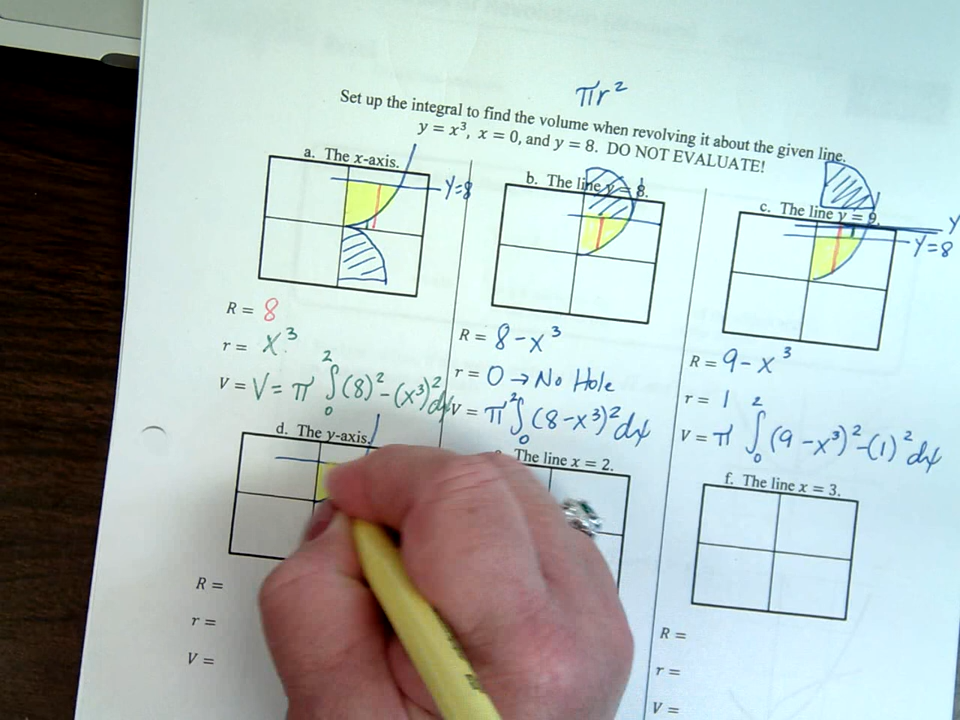 πr²
Set up the integral to find the volume when revolving it about the given line.
y = x³, x = 0, and y = 8. DO NOT EVALUATE!
a. The x-axis.
y=8
R = 8
r = x³
V = V = π ∫₀² (8)² - (x³)² dx
b. The line y = 8.
R = 8 - x³
r = 0 → No Hole
V = π ∫₀² (8 - x³)² dx
c. The line y = 9.
y
y=8
R = 9 - x³
r = 1
V = π ∫₀² (9 - x³)² - (1)² dx
d. The y-axis.
R =
r =
V =
The line x = 2.
f. The line x = 3.
R =
r =
V =